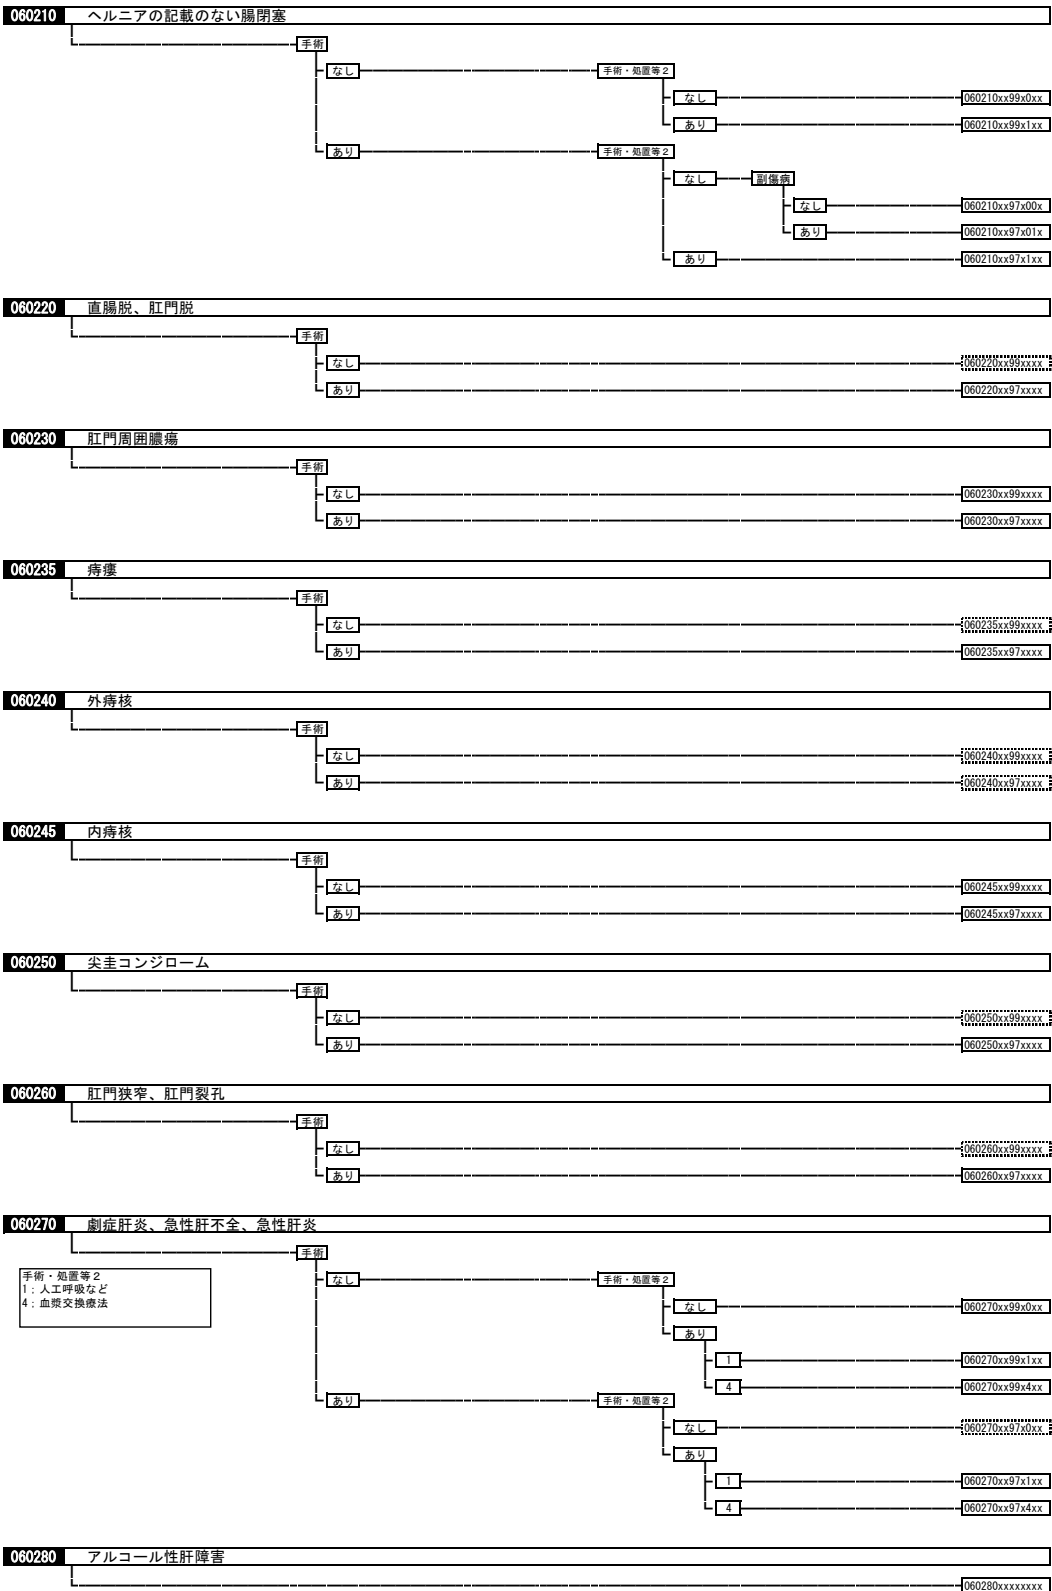 060210 ヘルニアの記載のない腸閉塞
手術
なし 手術・処置等２
なし 060210xx99x0xx
あり 060210xx99x1xx
あり 手術・処置等２
なし 副傷病
なし 060210xx97x00x
あり 060210xx97x01x
あり 060210xx97x1xx
060220 直腸脱、肛門脱
手術
なし 060220xx99xxxx
あり 060220xx97xxxx
060230 肛門周囲膿瘍
手術
なし 060230xx99xxxx
あり 060230xx97xxxx
060235 痔瘻
手術
なし 060235xx99xxxx
あり 060235xx97xxxx
060240 外痔核
手術
なし 060240xx99xxxx
あり 060240xx97xxxx
060245 内痔核
手術
なし 060245xx99xxxx
あり 060245xx97xxxx
060250 尖圭コンジローム
手術
なし 060250xx99xxxx
あり 060250xx97xxxx
060260 肛門狭窄、肛門裂孔
手術
なし 060260xx99xxxx
あり 060260xx97xxxx
060270 劇症肝炎、急性肝不全、急性肝炎
手術
手術・処置等２
1；人工呼吸など
4；血漿交換療法
なし 手術・処置等２
なし 060270xx99x0xx
あり
1 060270xx99x1xx
4 060270xx99x4xx
あり 手術・処置等２
なし 060270xx97x0xx
あり
1 060270xx97x1xx
4 060270xx97x4xx
060280 アルコール性肝障害
060280xxxxxxxx